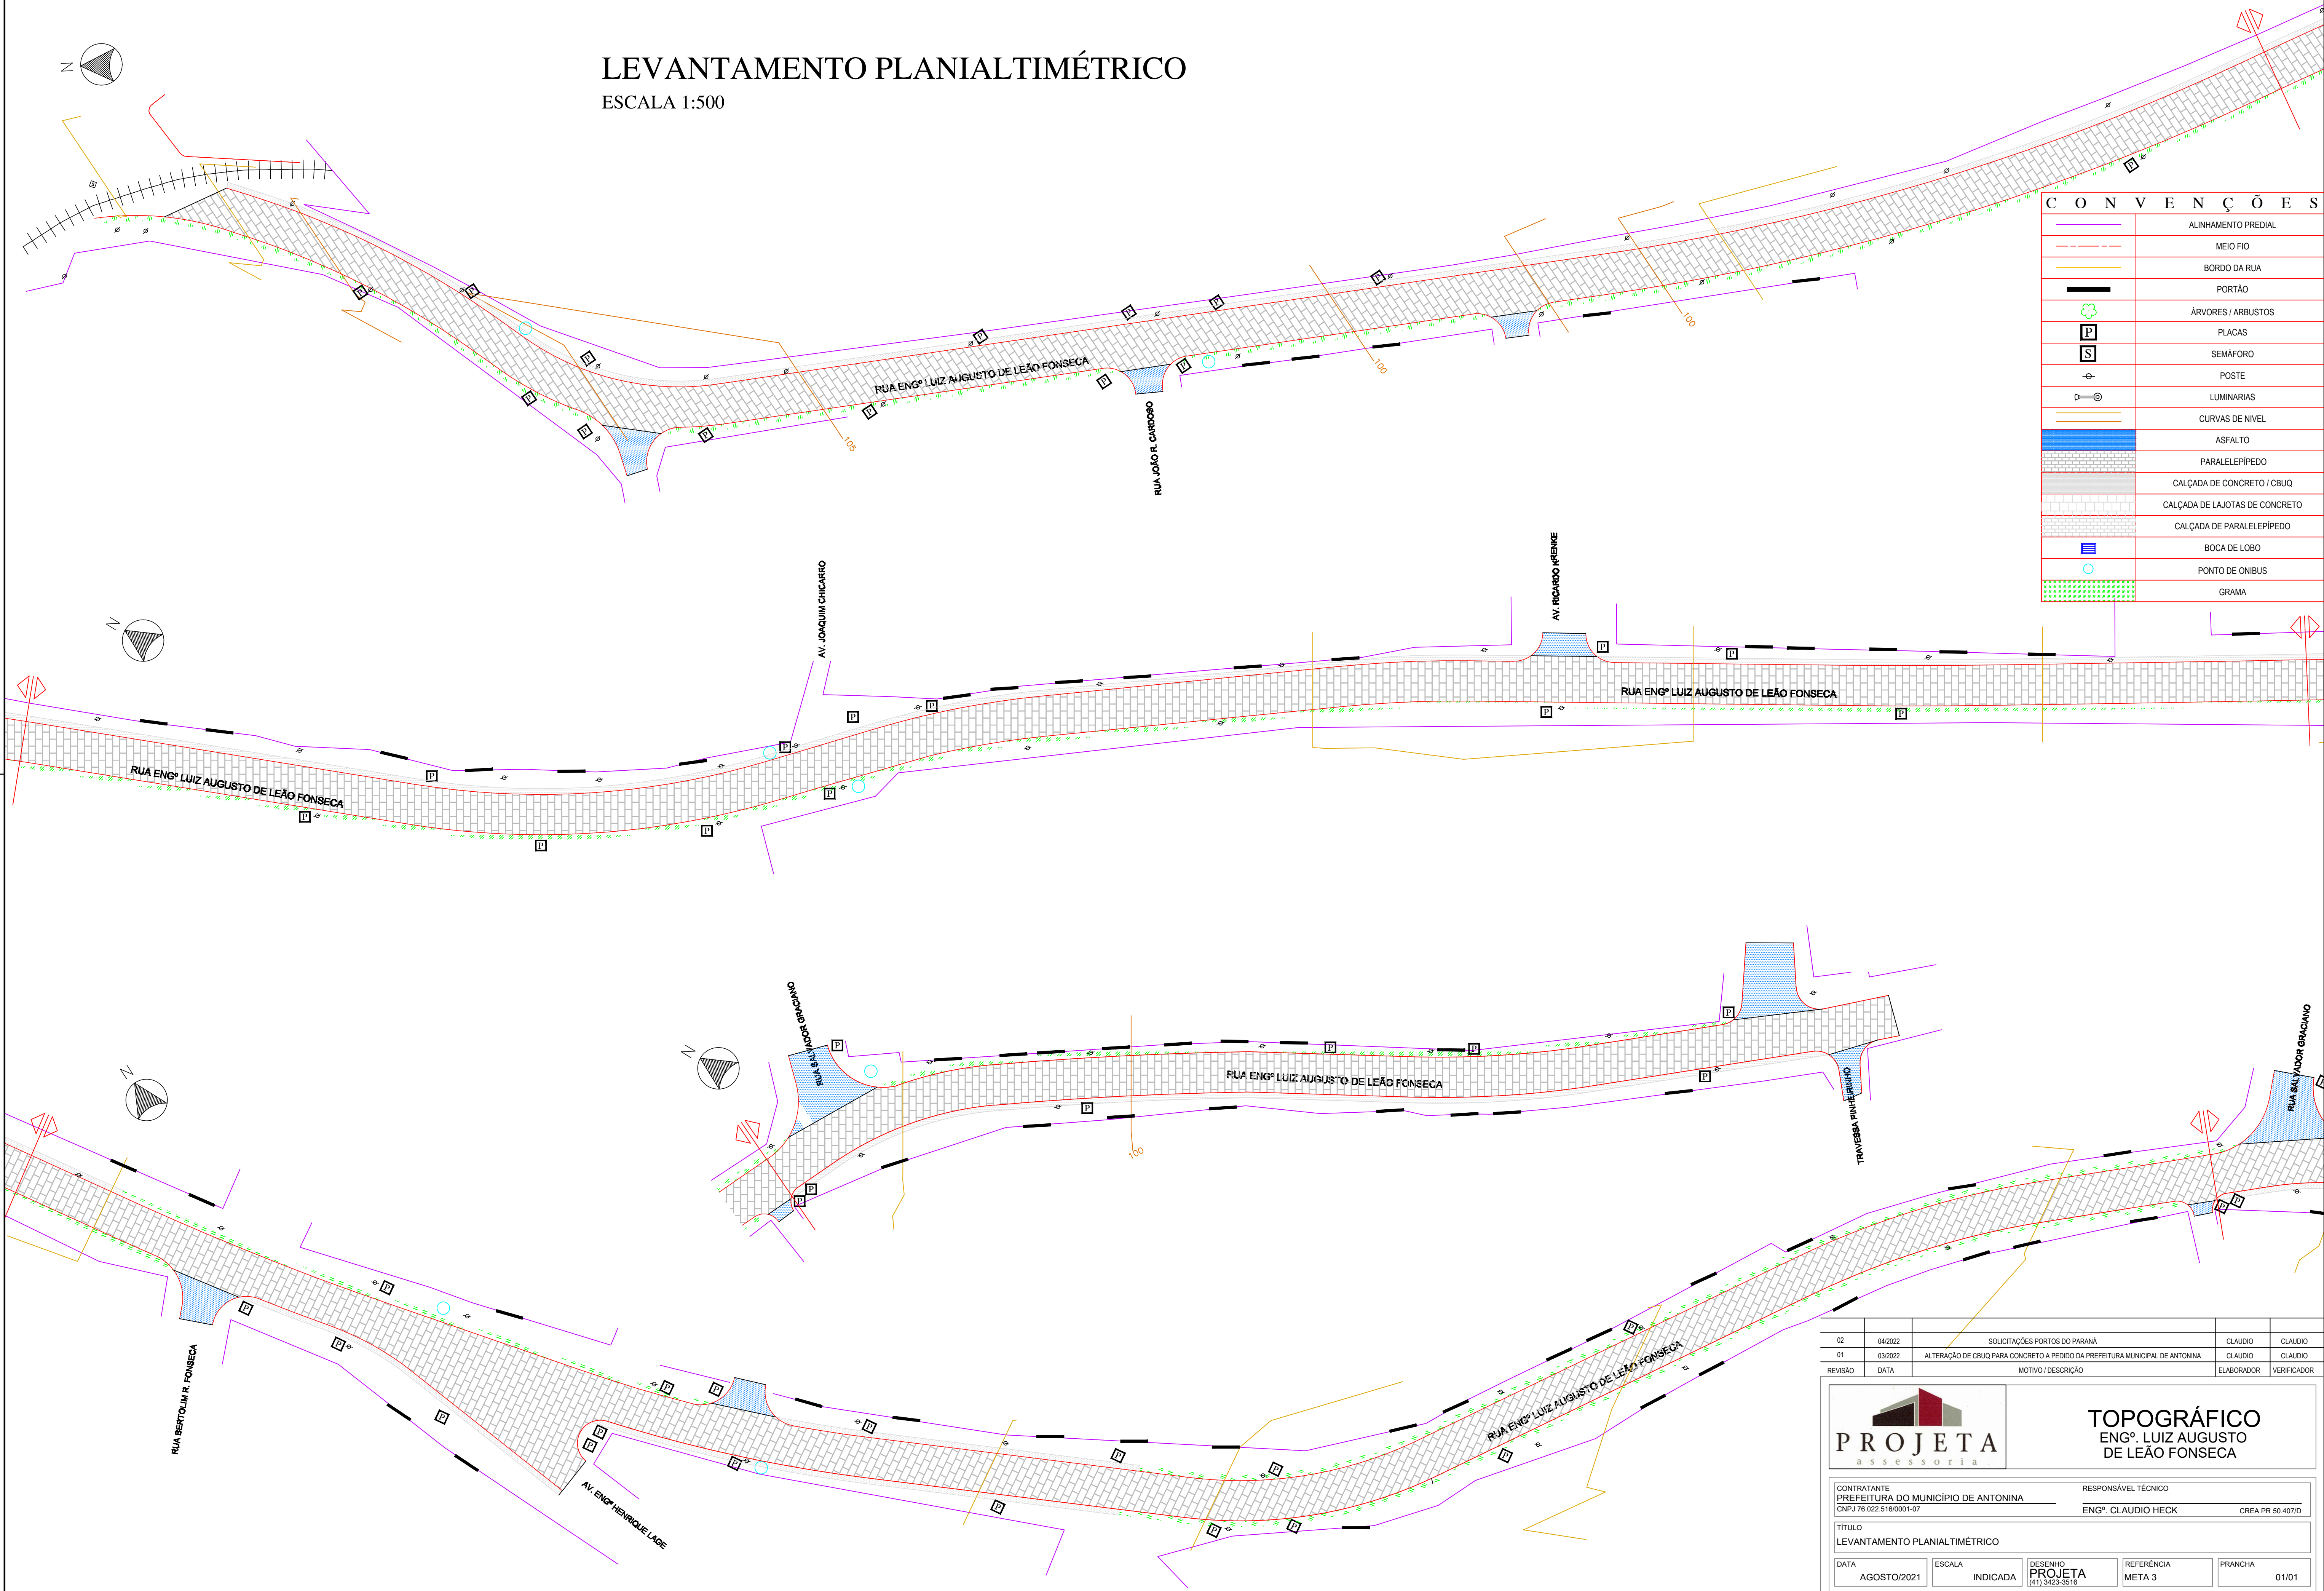 LEVANTAMENTO PLANIALTIMÉTRICO
ESCALA 1:500
N
S
RUA ENGº LUIZ AUGUSTO DE LEÃO FONSECA
RUA JOÃO R. CARDOSO
105
100
100
C O N V E N Ç Õ E S
ALINHAMENTO PREDIAL
MEIO FIO
BORDO DA RUA
PORTÃO
ÁRVORES / ARBUSTOS
P PLACAS
S SEMÁFORO
POSTE
LUMINARIAS
CURVAS DE NIVEL
ASFALTO
PARALELEPÍPEDO
CALÇADA DE CONCRETO / CBUQ
CALÇADA DE LAJOTAS DE CONCRETO
CALÇADA DE PARALELEPÍPEDO
BOCA DE LOBO
PONTO DE ONIBUS
GRAMA
N
AV. JOAQUIM CHICARRO
AV. RICARDO KRENKE
RUA ENGº LUIZ AUGUSTO DE LEÃO FONSECA
RUA ENGº LUIZ AUGUSTO DE LEÃO FONSECA
N
RUA SALVADOR GRACIANO
RUA ENGº LUIZ AUGUSTO DE LEÃO FONSECA
100
TRAVESSA PINHEIRINHO
RUA SALVADOR GRACIANO
N
RUA BERTOLIM R. FONSECA
AV. ENGº HENRIQUE LAGE
RUA ENGº LUIZ AUGUSTO DE LEÃO FONSECA
02 04/2022 SOLICITAÇÕES PORTOS DO PARANÁ CLAUDIO CLAUDIO
01 03/2022 ALTERAÇÃO DE CBUQ PARA CONCRETO A PEDIDO DA PREFEITURA MUNICIPAL DE ANTONINA CLAUDIO CLAUDIO
REVISÃO DATA MOTIVO / DESCRIÇÃO ELABORADOR VERIFICADOR
PROJETA
assessoria
TOPOGRÁFICO
ENGº. LUIZ AUGUSTO
DE LEÃO FONSECA
CONTRATANTE
PREFEITURA DO MUNICÍPIO DE ANTONINA
CNPJ 76.022.516/0001-07
RESPONSÁVEL TÉCNICO
ENGº. CLAUDIO HECK CREA PR 50.407/D
TÍTULO
LEVANTAMENTO PLANIALTIMÉTRICO
DATA
AGOSTO/2021
ESCALA
INDICADA
DESENHO
PROJETA
(41) 3423-3516
REFERÊNCIA
META 3
PRANCHA
01/01